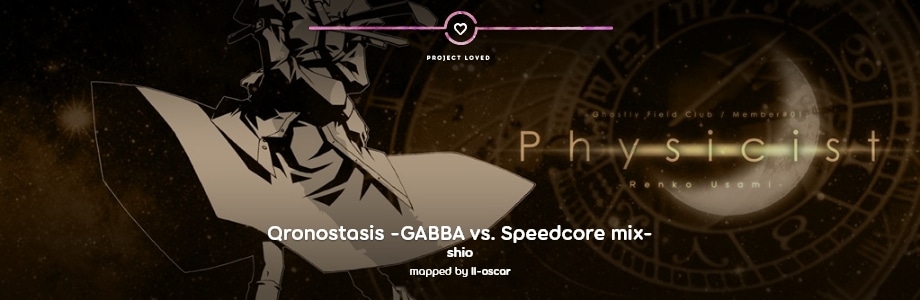 PROJECT LOVED
Ghostly Field Club / Member#01
Physicist
-Renko Usami-
Qronostasis -GABBA vs. Speedcore mix-
shio
mapped by ll-oscar